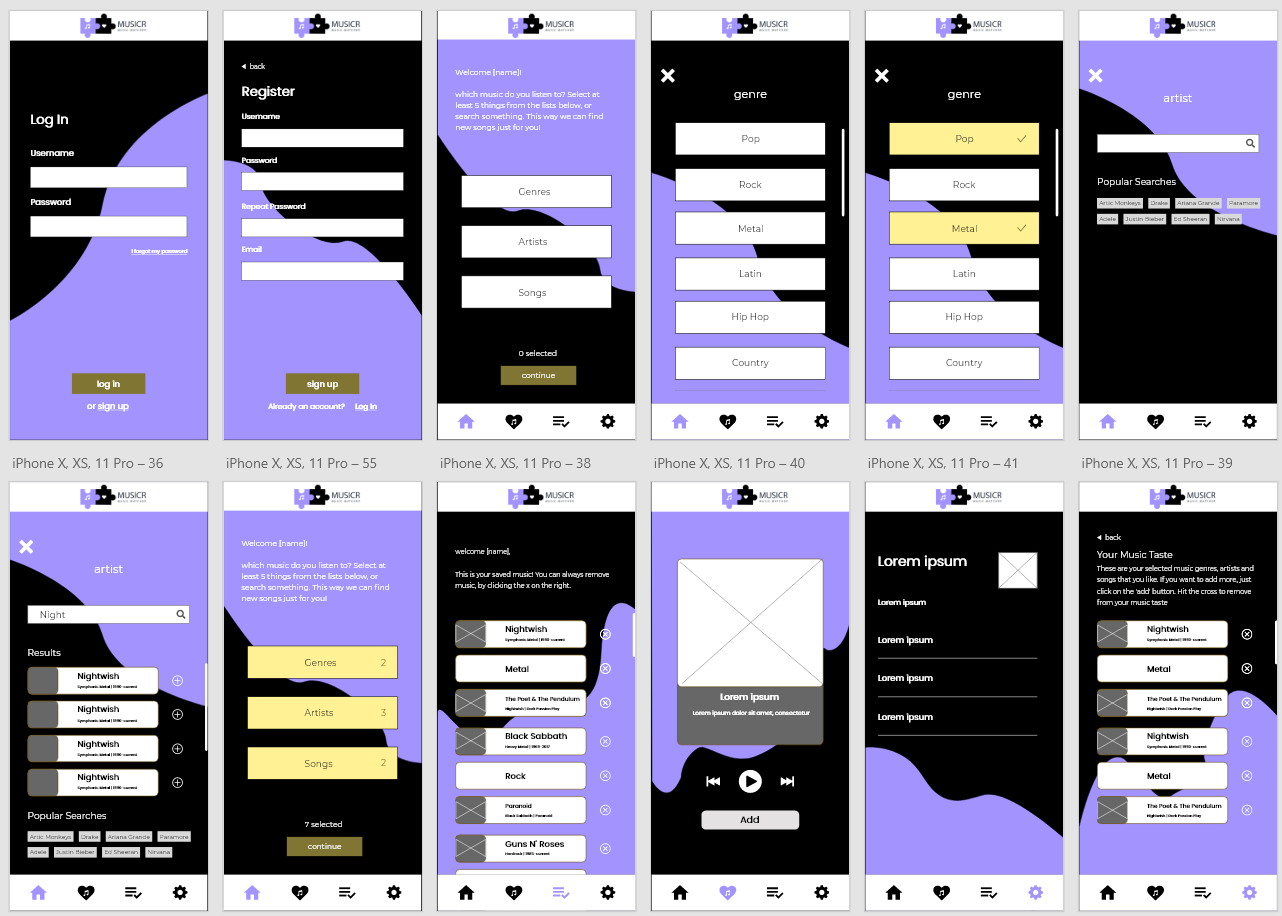 MUSICR
MUSIC MATCHER
Log In
Username
Password
I forgot my password
log in
or sign up
MUSICR
MUSIC MATCHER
back
Register
Username
Password
Repeat Password
Email
sign up
Already an account? Log In
MUSICR
MUSIC MATCHER
Welcome [name]!
which music do you listen to? Select at
least 5 things from the lists below, or
search something. This way we can find
new songs just for you!
Genres
Artists
Songs
0 selected
continue
MUSICR
MUSIC MATCHER
genre
Pop
Rock
Metal
Latin
Hip Hop
Country
MUSICR
MUSIC MATCHER
genre
Pop
Rock
Metal
Latin
Hip Hop
Country
MUSICR
MUSIC MATCHER
artist
Popular Searches
Artic Monkeys Drake Ariana Grande Paramore
Adele Justin Bieber Ed Sheeran Nirvana
iPhone X, XS, 11 Pro – 36
iPhone X, XS, 11 Pro – 55
iPhone X, XS, 11 Pro – 38
iPhone X, XS, 11 Pro – 40
iPhone X, XS, 11 Pro – 41
iPhone X, XS, 11 Pro – 39
MUSICR
MUSIC MATCHER
artist
Night
Results
Nightwish
Symphonic Metal | 1996-current
Nightwish
Symphonic Metal | 1996-current
Nightwish
Symphonic Metal | 1996-current
Nightwish
Symphonic Metal | 1996-current
Popular Searches
Artic Monkeys Drake Ariana Grande Paramore
Adele Justin Bieber Ed Sheeran Nirvana
MUSICR
MUSIC MATCHER
Welcome [name]!
which music do you listen to? Select at
least 5 things from the lists below, or
search something. This way we can find
new songs just for you!
Genres 2
Artists 3
Songs 2
7 selected
continue
MUSICR
MUSIC MATCHER
welcome [name],
This is your saved music! You can always remove
music, by clicking the x on the right.
Nightwish
Symphonic Metal | 1996-current
Metal
The Poet & The Pendulum
Nightwish | Dark Passion Play
Black Sabbath
Heavy Metal | 1968-2017
Rock
Paranoid
Black Sabbath | Paranoid
Guns N' Roses
Hardrock | 1985-current
MUSICR
MUSIC MATCHER
Lorem ipsum
Lorem ipsum dolor sit amet, consectetur
Add
MUSICR
MUSIC MATCHER
Lorem ipsum
Lorem ipsum
Lorem ipsum
Lorem ipsum
Lorem ipsum
MUSICR
MUSIC MATCHER
back
Your Music Taste
These are your selected music genres, artists and
songs that you like. If you want to add more, just
click on the 'add' button. Hit the cross to remove
from your music taste
Nightwish
Symphonic Metal | 1996-current
Metal
The Poet & The Pendulum
Nightwish | Dark Passion Play
Nightwish
Symphonic Metal | 1996-current
Metal
The Poet & The Pendulum
Nightwish | Dark Passion Play